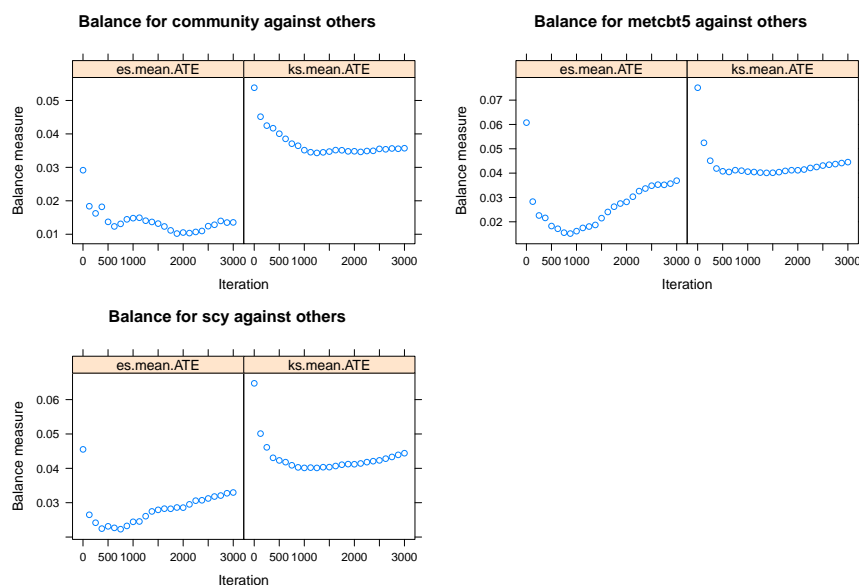 Balance for community against others
es.mean.ATE ks.mean.ATE
Balance measure
0.05
0.04
0.03
0.02
0.01
0 500 1000 2000 3000 0 500 1000 2000 3000
Iteration
Balance for metcbt5 against others
es.mean.ATE ks.mean.ATE
Balance measure
0.07
0.06
0.05
0.04
0.03
0.02
0 500 1000 2000 3000 0 500 1000 2000 3000
Iteration
Balance for scy against others
es.mean.ATE ks.mean.ATE
Balance measure
0.06
0.05
0.04
0.03
0 500 1000 2000 3000 0 500 1000 2000 3000
Iteration